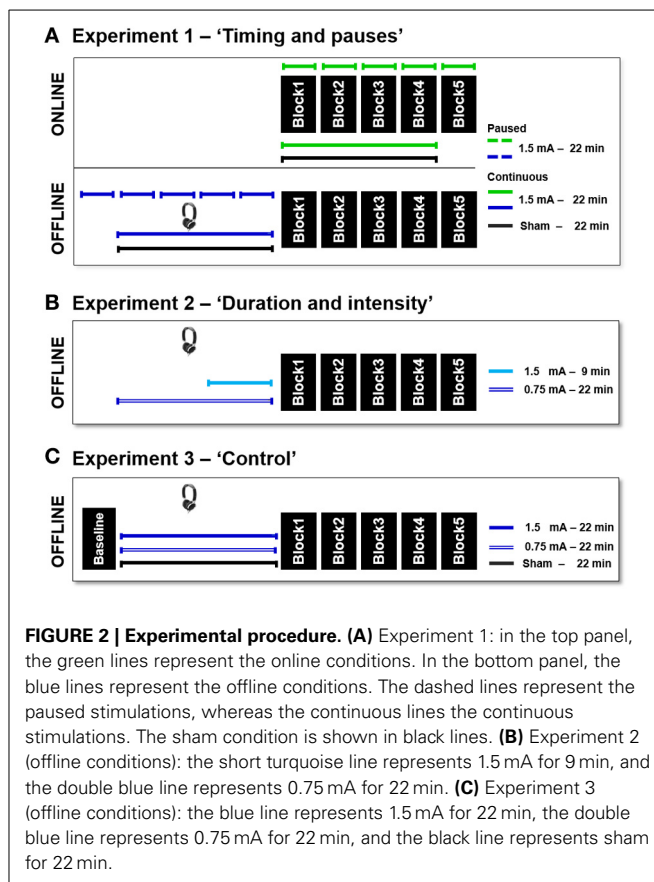 A Experiment 1 – 'Timing and pauses'
ONLINE
Block1
Block2
Block3
Block4
Block5
Paused
1.5 mA – 22 min
Continuous
1.5 mA – 22 min
Sham – 22 min
OFFLINE
Block1
Block2
Block3
Block4
Block5
B Experiment 2 – 'Duration and intensity'
OFFLINE
Block1
Block2
Block3
Block4
Block5
1.5 mA – 9 min
0.75 mA – 22 min
C Experiment 3 – 'Control'
OFFLINE
Baseline
Block1
Block2
Block3
Block4
Block5
1.5 mA – 22 min
0.75 mA – 22 min
Sham – 22 min
FIGURE 2 | Experimental procedure. (A) Experiment 1: in the top panel,
the green lines represent the online conditions. In the bottom panel, the
blue lines represent the offline conditions. The dashed lines represent the
paused stimulations, whereas the continuous lines the continuous
stimulations. The sham condition is shown in black lines. (B) Experiment 2
(offline conditions): the short turquoise line represents 1.5 mA for 9 min, and
the double blue line represents 0.75 mA for 22 min. (C) Experiment 3
(offline conditions): the blue line represents 1.5 mA for 22 min, the double
blue line represents 0.75 mA for 22 min, and the black line represents sham
for 22 min.